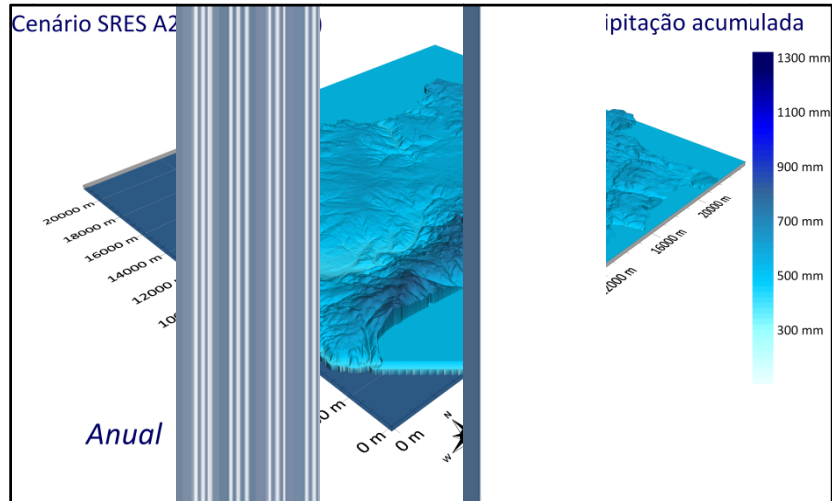 Cenário SRES A2 )
ipitação acumulada
1300 mm
1100 mm
900 mm
700 mm
500 mm
300 mm
20000 m
18000 m
16000 m
14000 m
12000 m
0 m
0 m
16000 m
20000 m
N
W
Anual